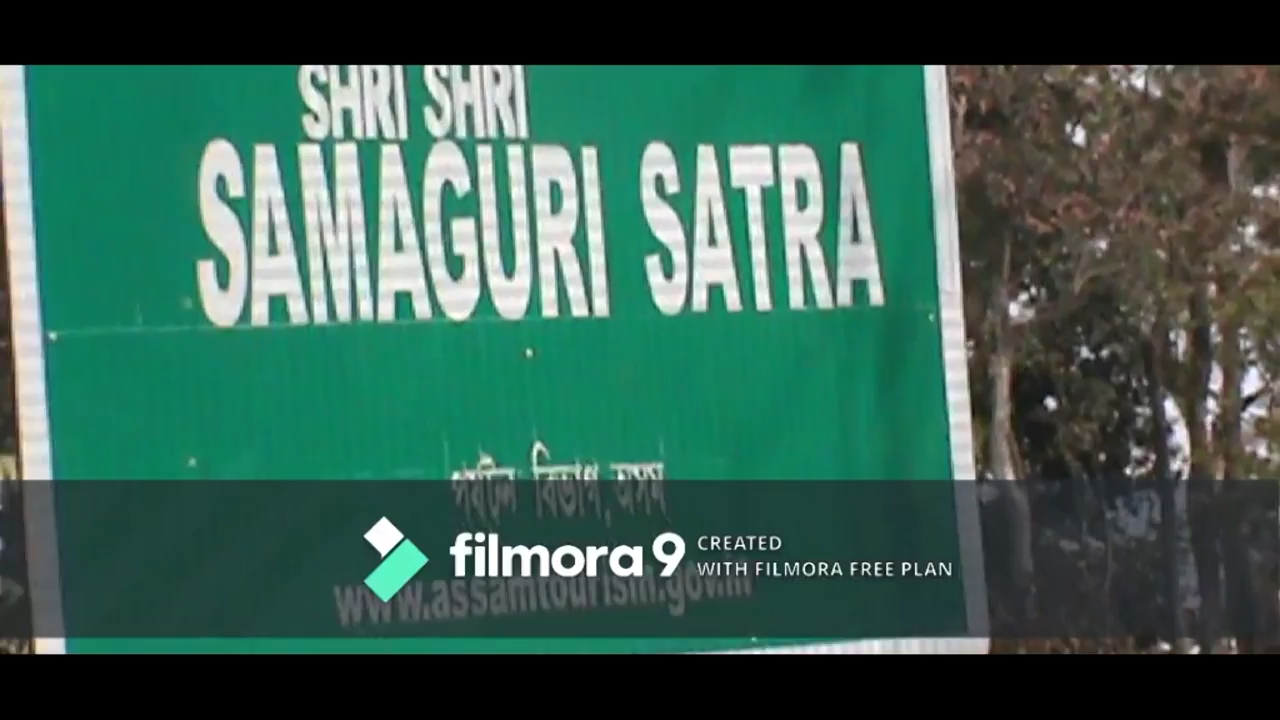 SHRI SHRI
SAMAGURI SATRA
পৰ্যটন বিভাগ, অসম
www.assamtourism.gov.in
filmora 9
CREATED
WITH FILMORA FREE PLAN